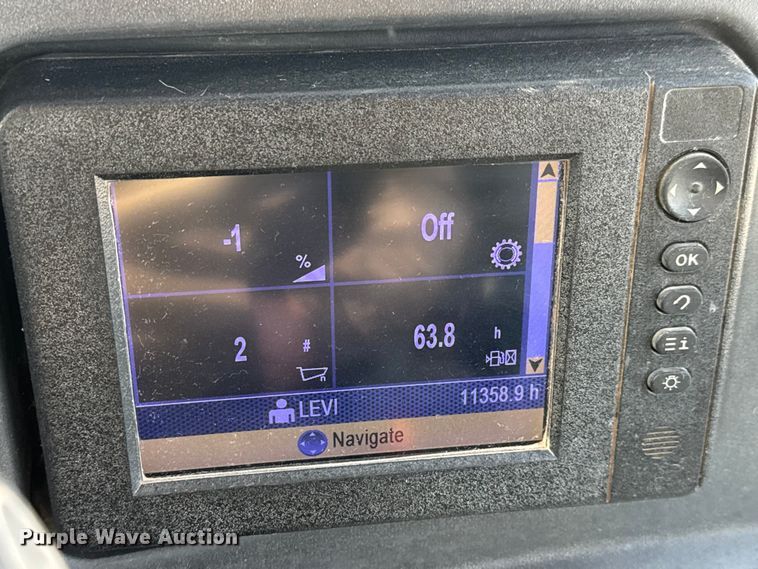 -1
%
Off
2
#
63.8 h
LEVI
11358.9 h
Navigate
OK
i
Purple Wave Auction